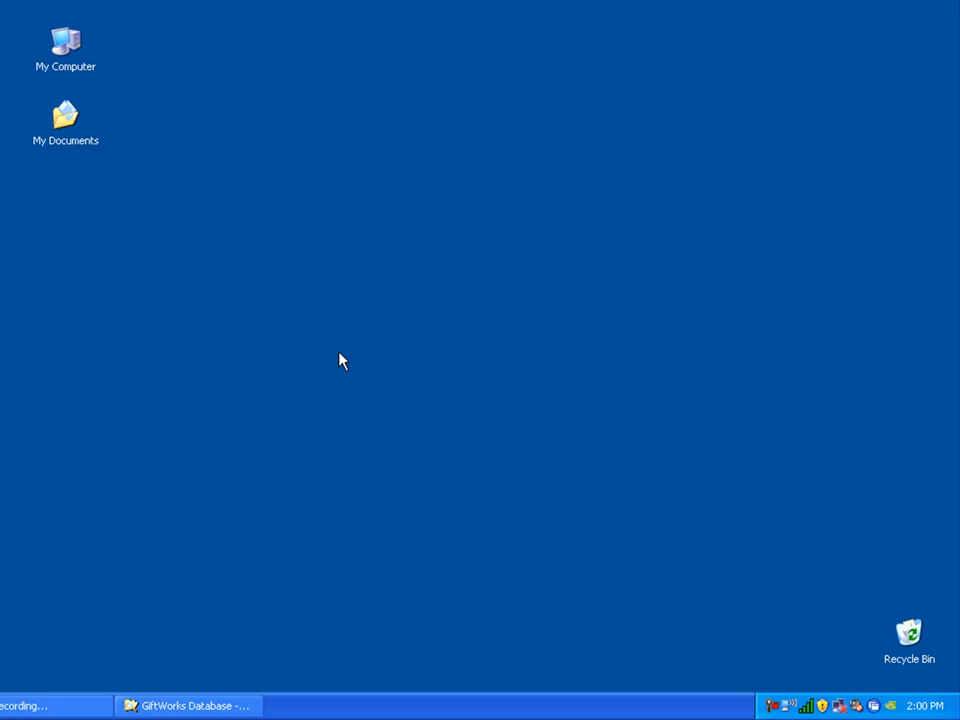 My Computer
My Documents
Recycle Bin
ecording...
GiftWorks Database -...
2:00 PM